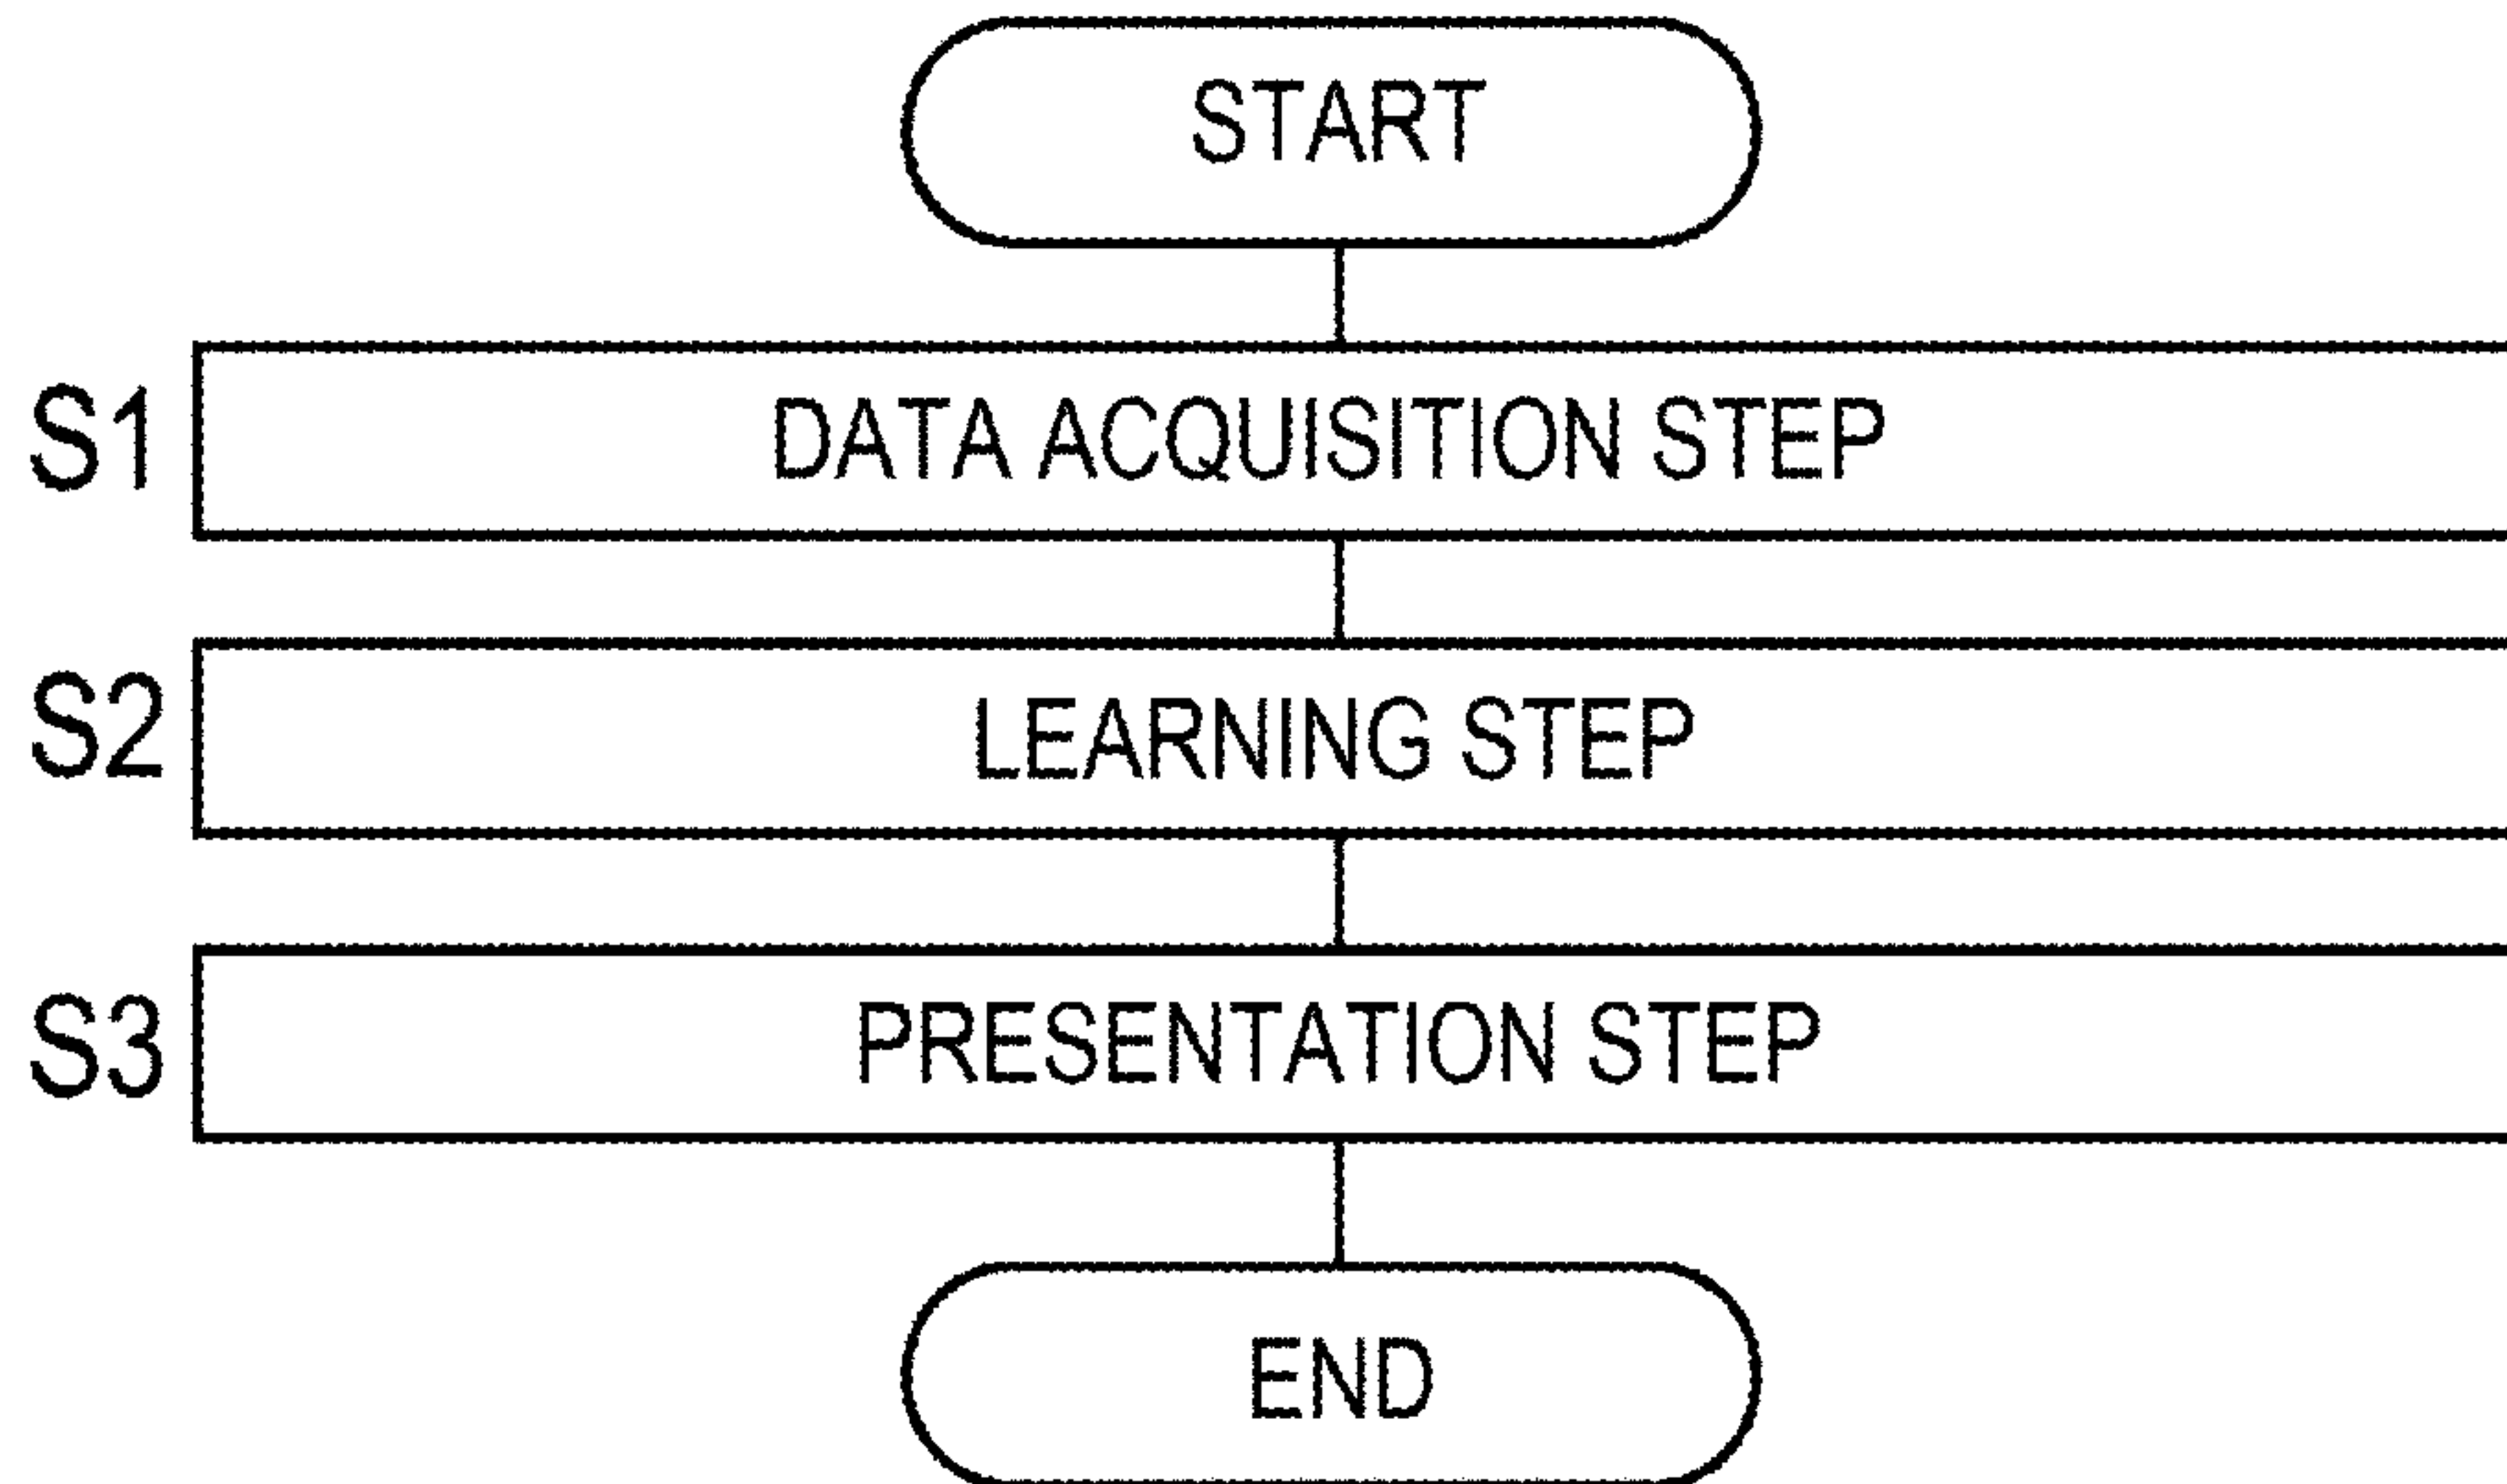 START
S1 DATA ACQUISITION STEP
S2 LEARNING STEP
S3 PRESENTATION STEP
END